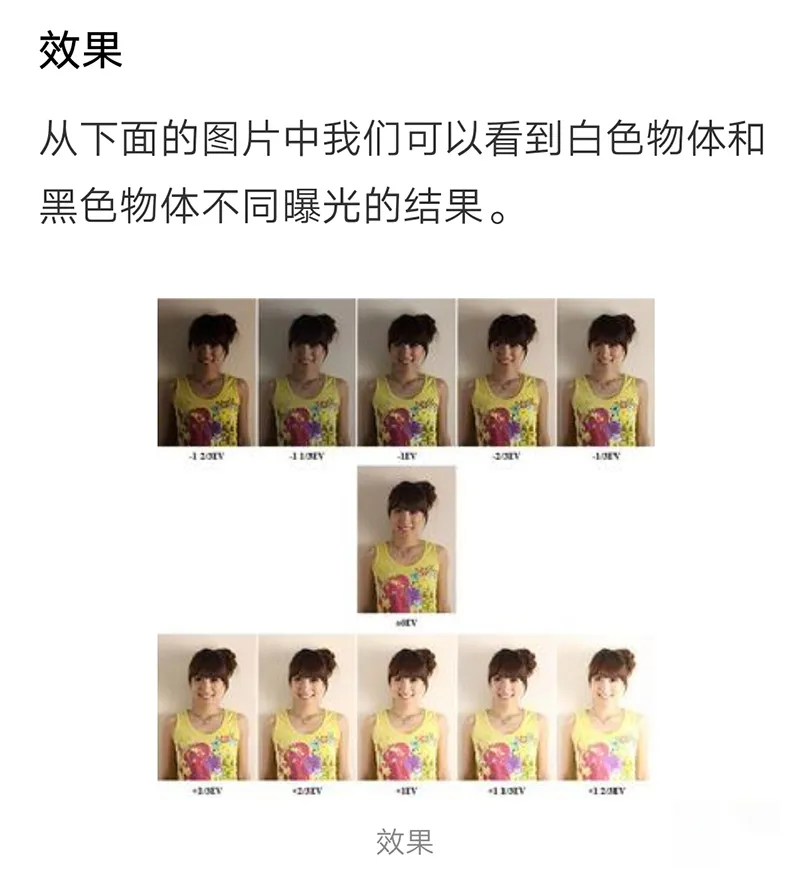 效果
从下面的图片中我们可以看到白色物体和
黑色物体不同曝光的结果。
-1 2/3EV -1 1/3EV -1EV -2/3EV -1/3EV
±0EV
+1/3EV +2/3EV +1EV +1 1/3EV +1 2/3EV
效果